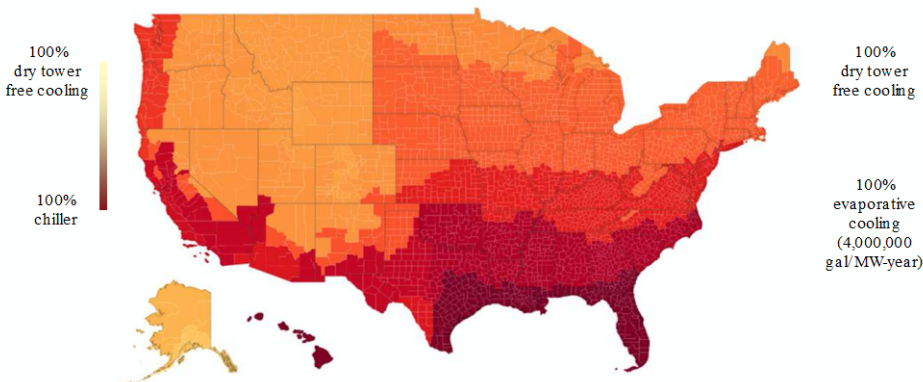 100%
dry tower
free cooling
100%
chiller
100%
dry tower
free cooling
100%
evaporative
cooling
(4,000,000
gal/MW-year)